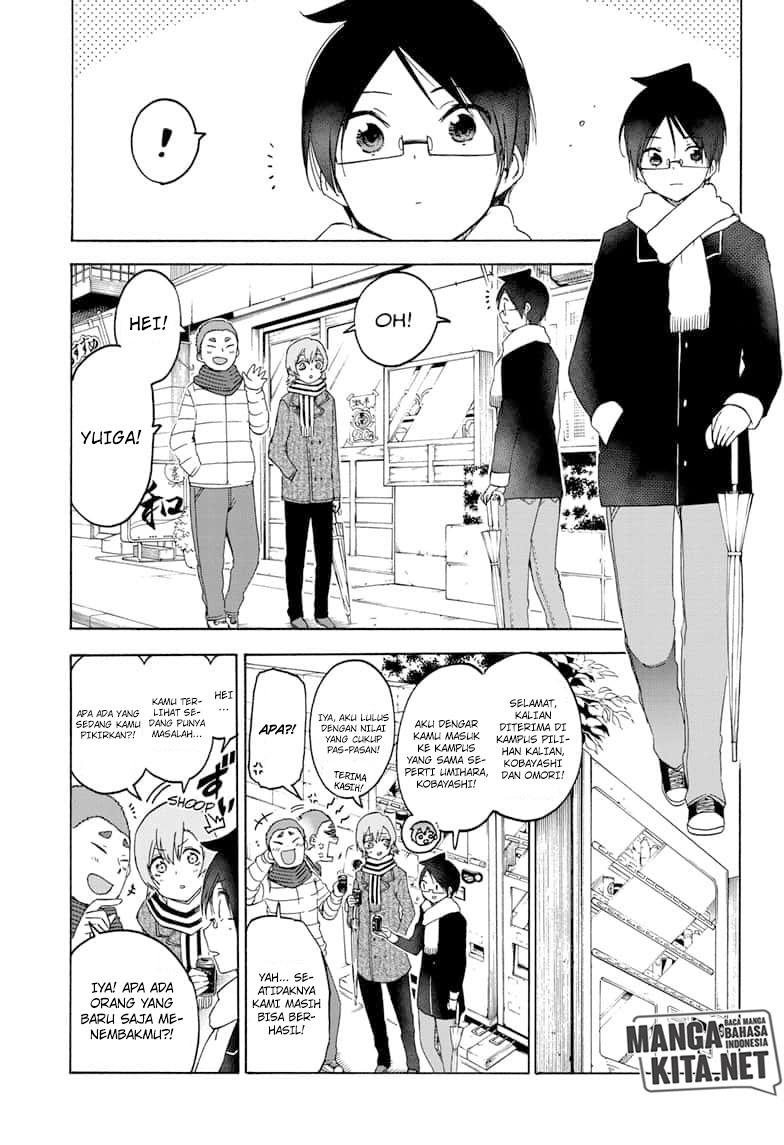 !
OH!
HEI!
YUIGA!
和
SELAMAT,
KALIAN
DITERIMA DI
KAMPUS PILI-
HAN KALIAN,
KOBAYASHI
DAN OMORI!
AKU DENGAR
KAMU MASUK
KE KAMPUS
YANG SAMA SE-
PERTI UMIHARA,
KOBAYASHI!
IYA, AKU LULUS
DENGAN NILAI
YANG CUKUP
PAS-PASAN!
TERIMA
KASIH!
APA?!
YAH... SE-
ATIDAKNYA
KAMI MASIH
BISA BER-
HASIL!
HEI
...
KAMU TER-
LIHAT SE-
DANG PUNYA
MASALAH...
APA ADA YANG
SEDANG KAMU
PIKIRKAN?!
SHOOP
IYA! APA ADA
ORANG YANG
BARU SAJA ME-
NEMBAKMU?!
MANGA
BACA MANGA
BAHASA
INDONESIA
KITA.NET